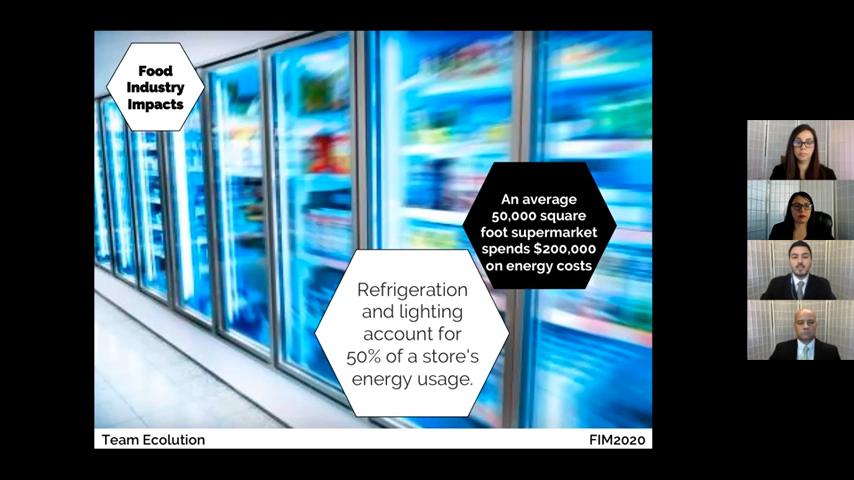 Food
Industry
Impacts
An average
50,000 square
foot supermarket
spends $200,000
on energy costs
Refrigeration
and lighting
account for
50% of a store's
energy usage.
Team Ecolution
FIM2020